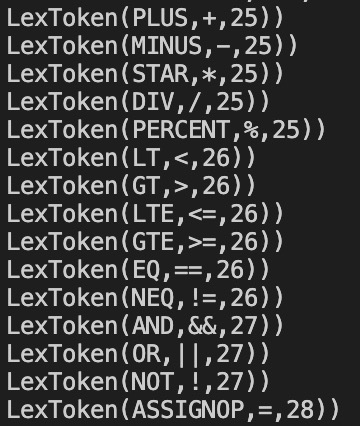 LexToken(PLUS,+,25))
LexToken(MINUS,-,25))
LexToken(STAR,*,25))
LexToken(DIV,/,25))
LexToken(PERCENT,%,25))
LexToken(LT,<,26))
LexToken(GT,>,26))
LexToken(LTE,<=,26))
LexToken(GTE,>=,26))
LexToken(EQ,==,26))
LexToken(NEQ,!=,26))
LexToken(AND,&&,27))
LexToken(OR,||,27))
LexToken(NOT,!,27))
LexToken(ASSIGNOP,=,28))